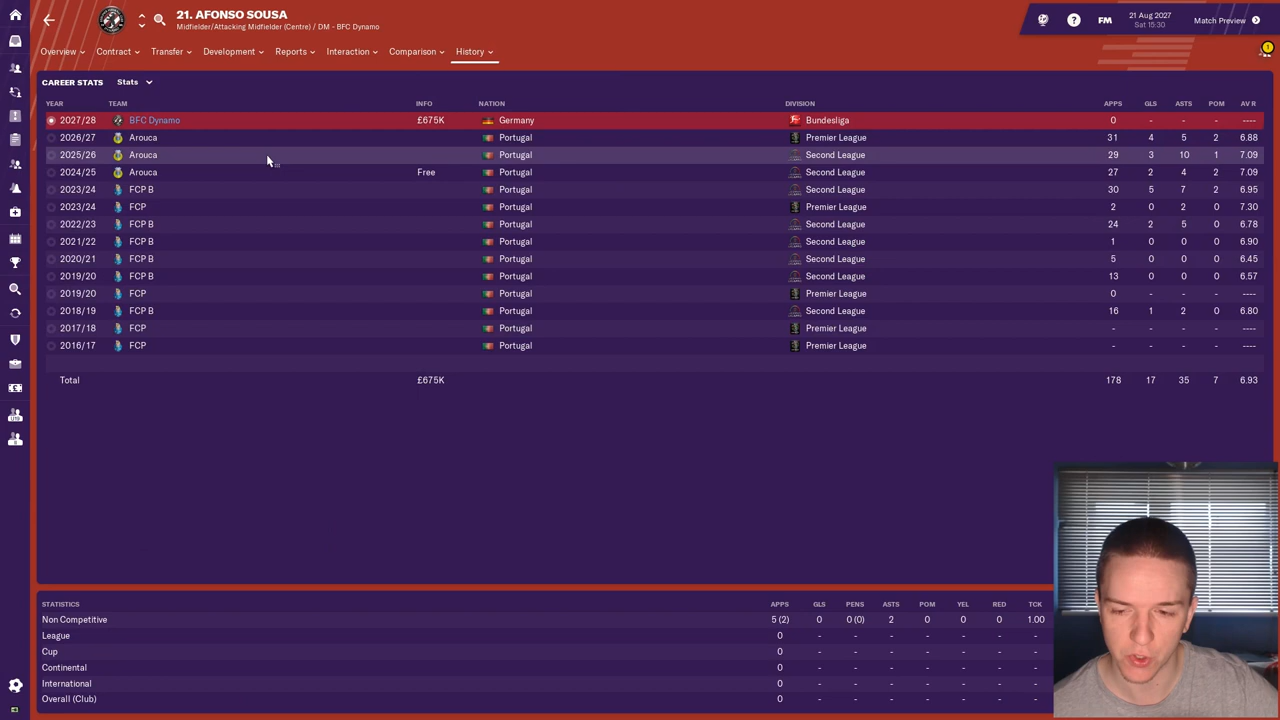 21. AFONSO SOUSA
Midfielder/Attacking Midfielder (Centre) / DM - BFC Dynamo
FM
21 Aug 2027
Sat 15:30
Match Preview
Overview Contract Transfer Development Reports Interaction Comparison History
1
CAREER STATS Stats
YEAR TEAM INFO NATION DIVISION APPS GLS ASTS POM AV R
2027/28 BFC Dynamo £675K Germany Bundesliga 0 - - - ----
2026/27 Arouca Portugal Premier League 31 4 5 2 6.88
2025/26 Arouca Portugal Second League 29 3 10 1 7.09
2024/25 Arouca Free Portugal Second League 27 2 4 2 7.09
2023/24 FCP B Portugal Second League 30 5 7 2 6.95
2023/24 FCP Portugal Premier League 2 0 2 0 7.30
2022/23 FCP B Portugal Second League 24 2 5 0 6.78
2021/22 FCP B Portugal Second League 1 0 0 0 6.90
2020/21 FCP B Portugal Second League 5 0 0 0 6.45
2019/20 FCP B Portugal Second League 13 0 0 0 6.57
2019/20 FCP Portugal Premier League 0 - - - ----
2018/19 FCP B Portugal Second League 16 1 2 0 6.80
2017/18 FCP Portugal Premier League - - - - ----
2016/17 FCP Portugal Premier League - - - - ----
Total £675K 178 17 35 7 6.93
STATISTICS APPS GLS PENS ASTS POM YEL RED TCK
Non Competitive 5 (2) 0 0 (0) 2 0 0 0 1.00
League 0 - - - - - - -
Cup 0 - - - - - - -
Continental 0 - - - - - - -
International 0 - - - - - - -
Overall (Club) 0 - - - - - - -